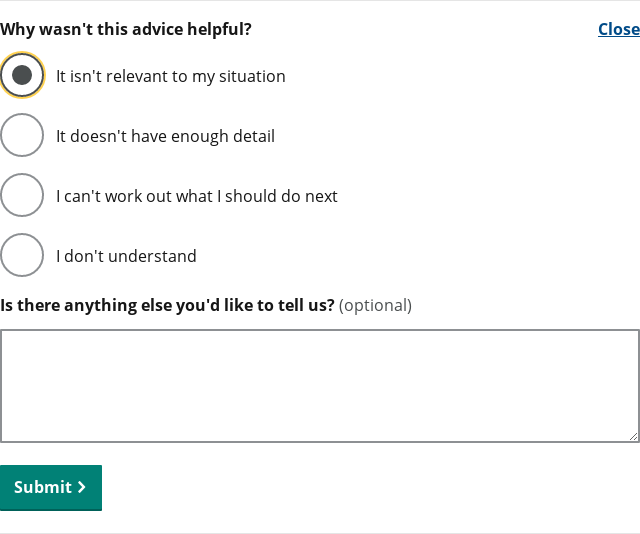 Why wasn't this advice helpful?
Close
It isn't relevant to my situation
It doesn't have enough detail
I can't work out what I should do next
I don't understand
Is there anything else you'd like to tell us? (optional)
Submit